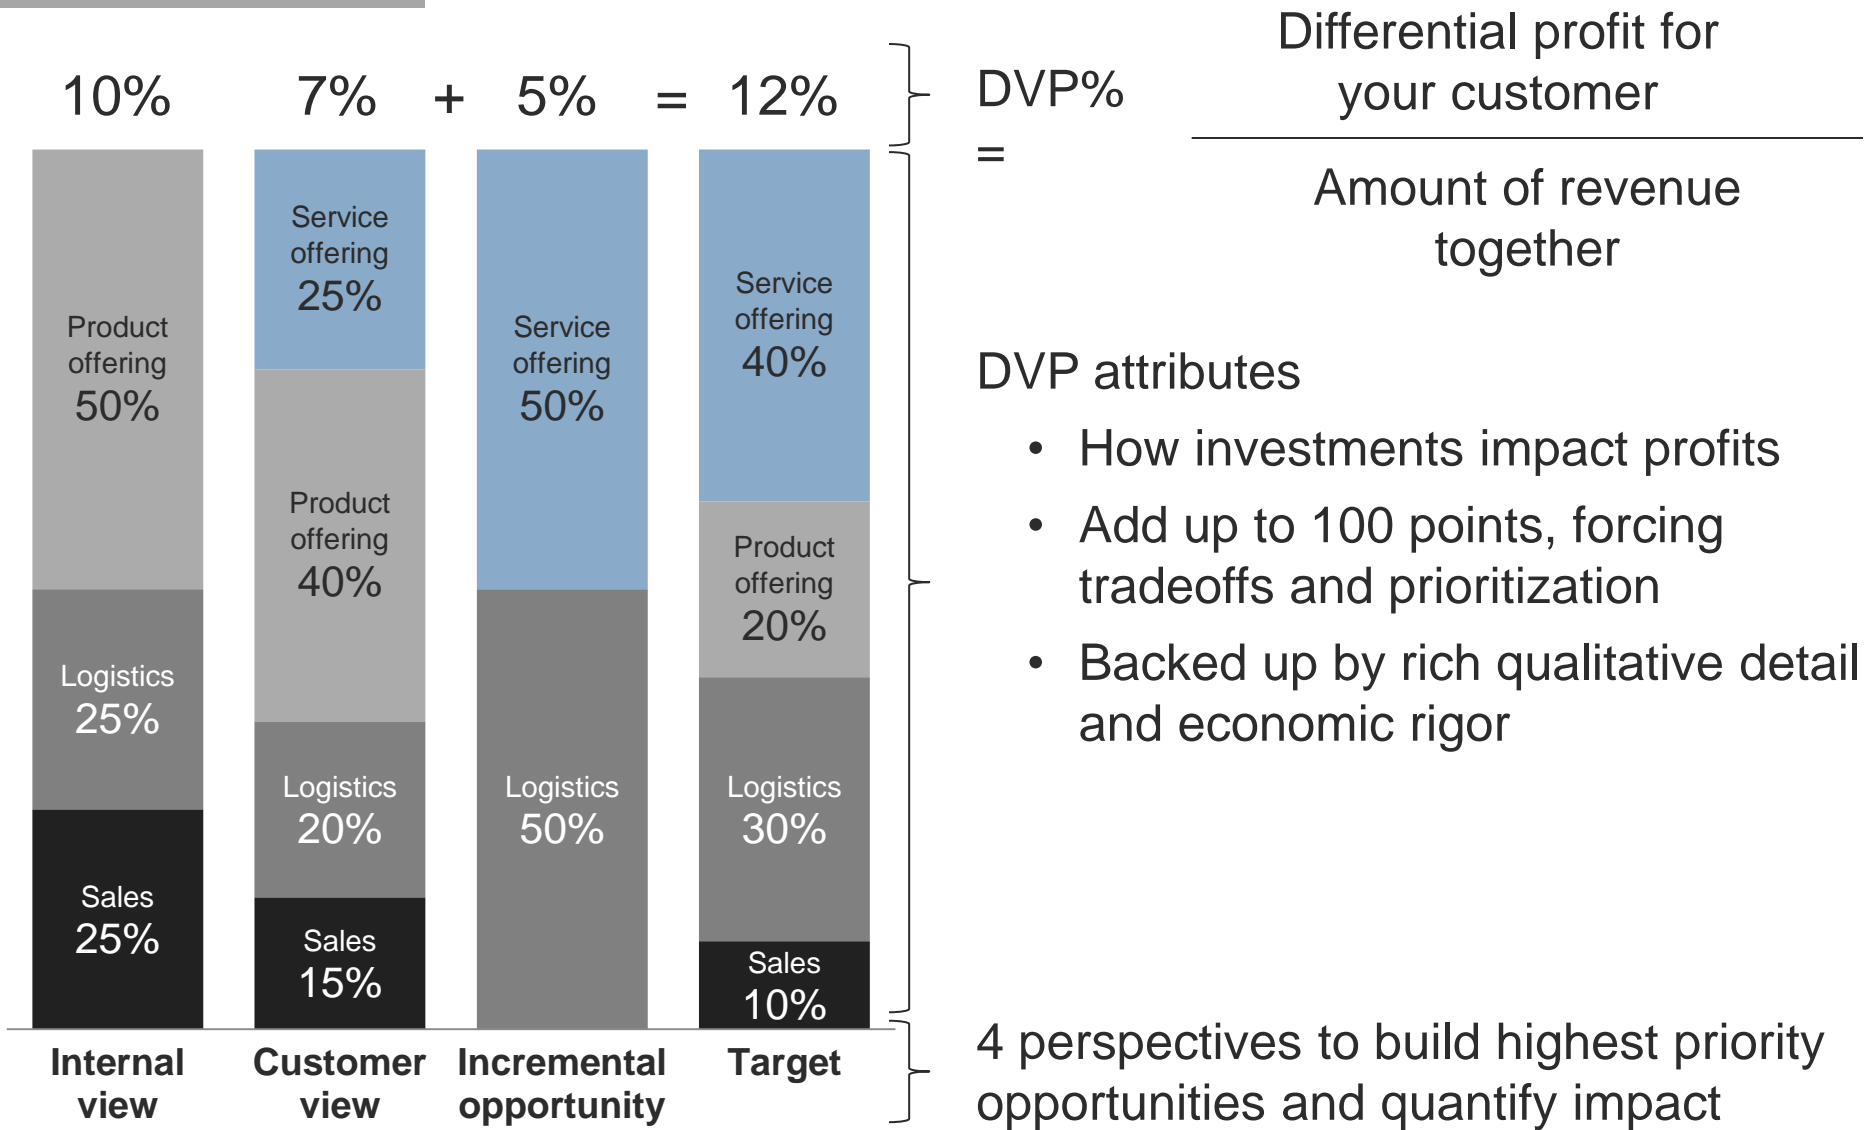 10% 7% + 5% = 12%
Product
offering
50%
Logistics
25%
Sales
25%
Internal
view
Service
offering
25%
Product
offering
40%
Logistics
20%
Sales
15%
Customer
view
Service
offering
50%
Logistics
50%
Incremental
opportunity
Service
offering
40%
Product
offering
20%
Logistics
30%
Sales
10%
Target
DVP%
=
Differential profit for
your customer
Amount of revenue
together
DVP attributes
• How investments impact profits
• Add up to 100 points, forcing
tradeoffs and prioritization
• Backed up by rich qualitative detail
and economic rigor
4 perspectives to build highest priority
opportunities and quantify impact